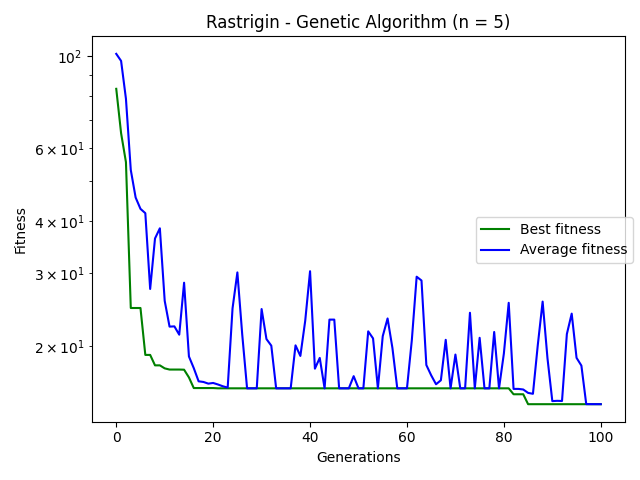 Rastrigin - Genetic Algorithm (n = 5)
Fitness
10²
6 × 10¹
4 × 10¹
3 × 10¹
2 × 10¹
Best fitness
Average fitness
0 20 40 60 80 100
Generations